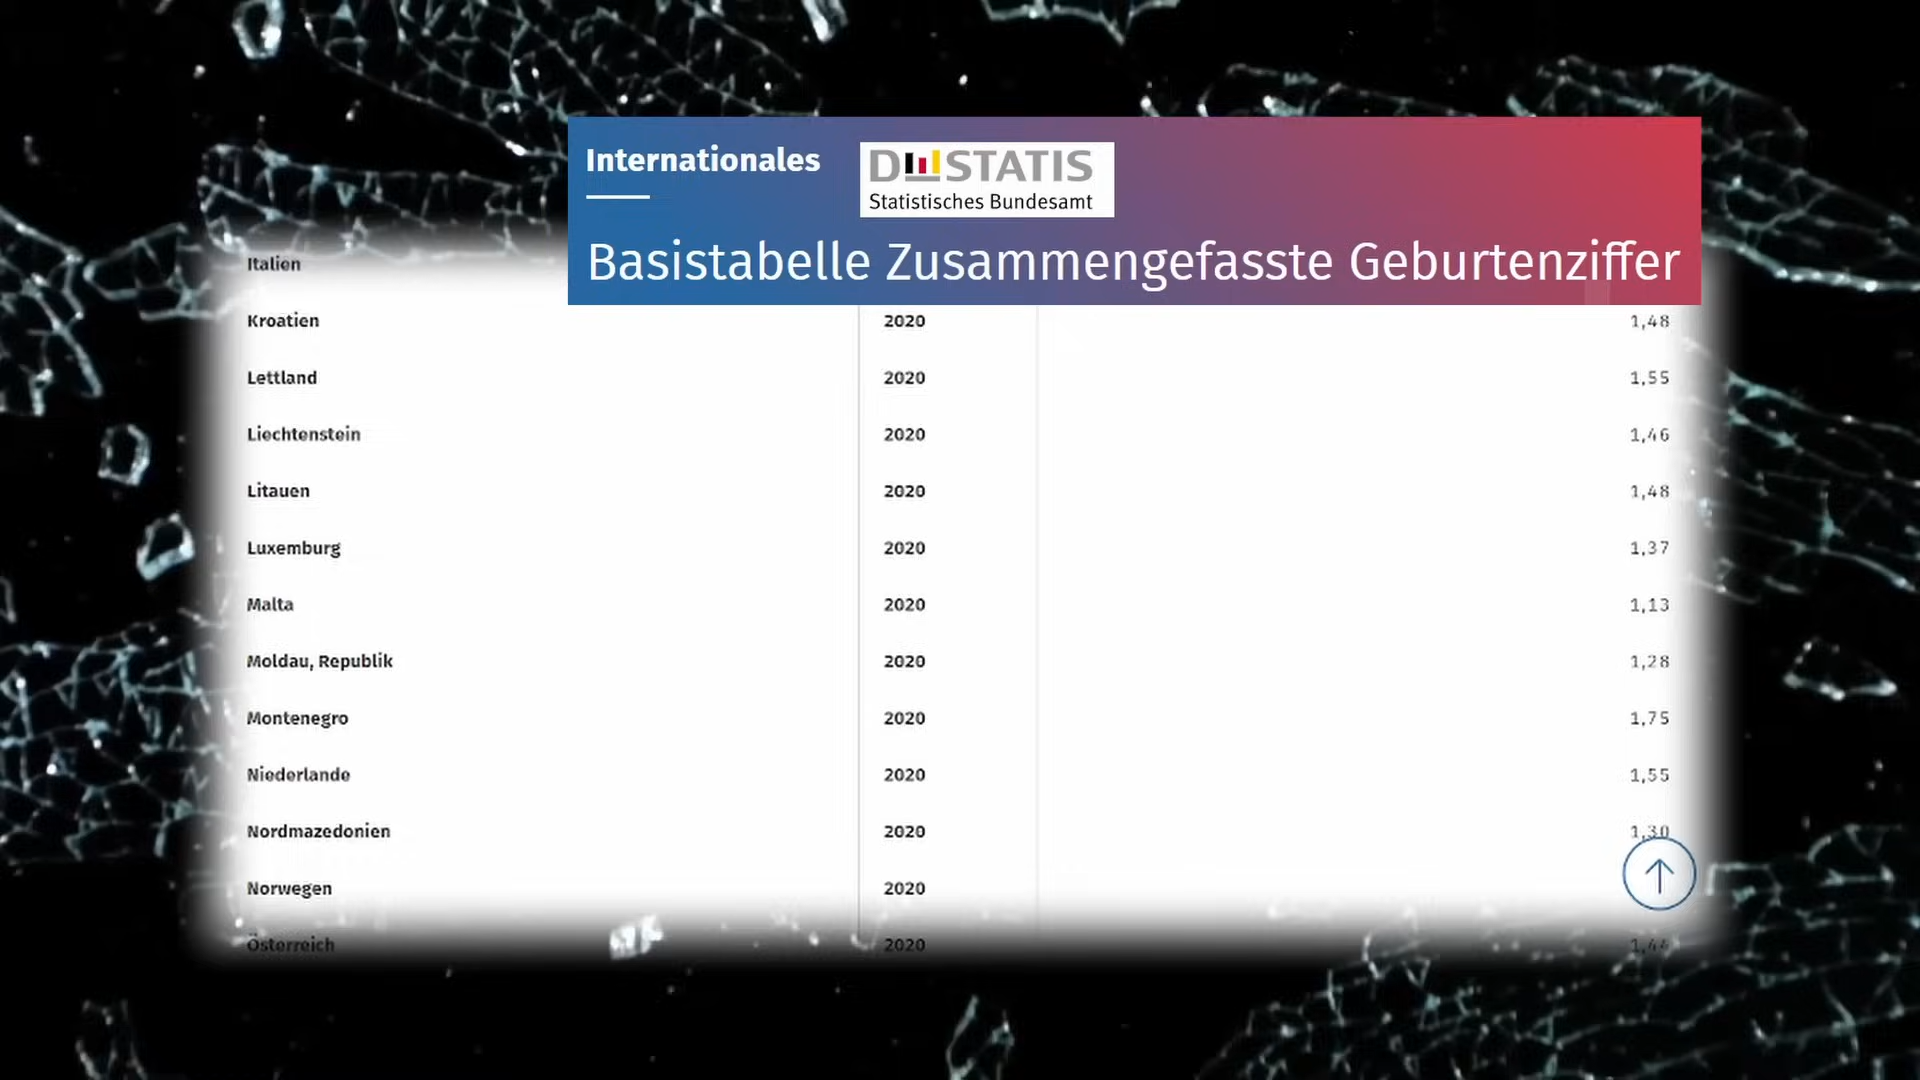 Internationales
DESTATIS
Statistisches Bundesamt
Basistabelle Zusammengefasste Geburtenziffer
Italien
Kroatien 2020 1,48
Lettland 2020 1,55
Liechtenstein 2020 1,46
Litauen 2020 1,48
Luxemburg 2020 1,37
Malta 2020 1,13
Moldau, Republik 2020 1,28
Montenegro 2020 1,75
Niederlande 2020 1,55
Nordmazedonien 2020 1,30
Norwegen 2020
Österreich 2020 1,44